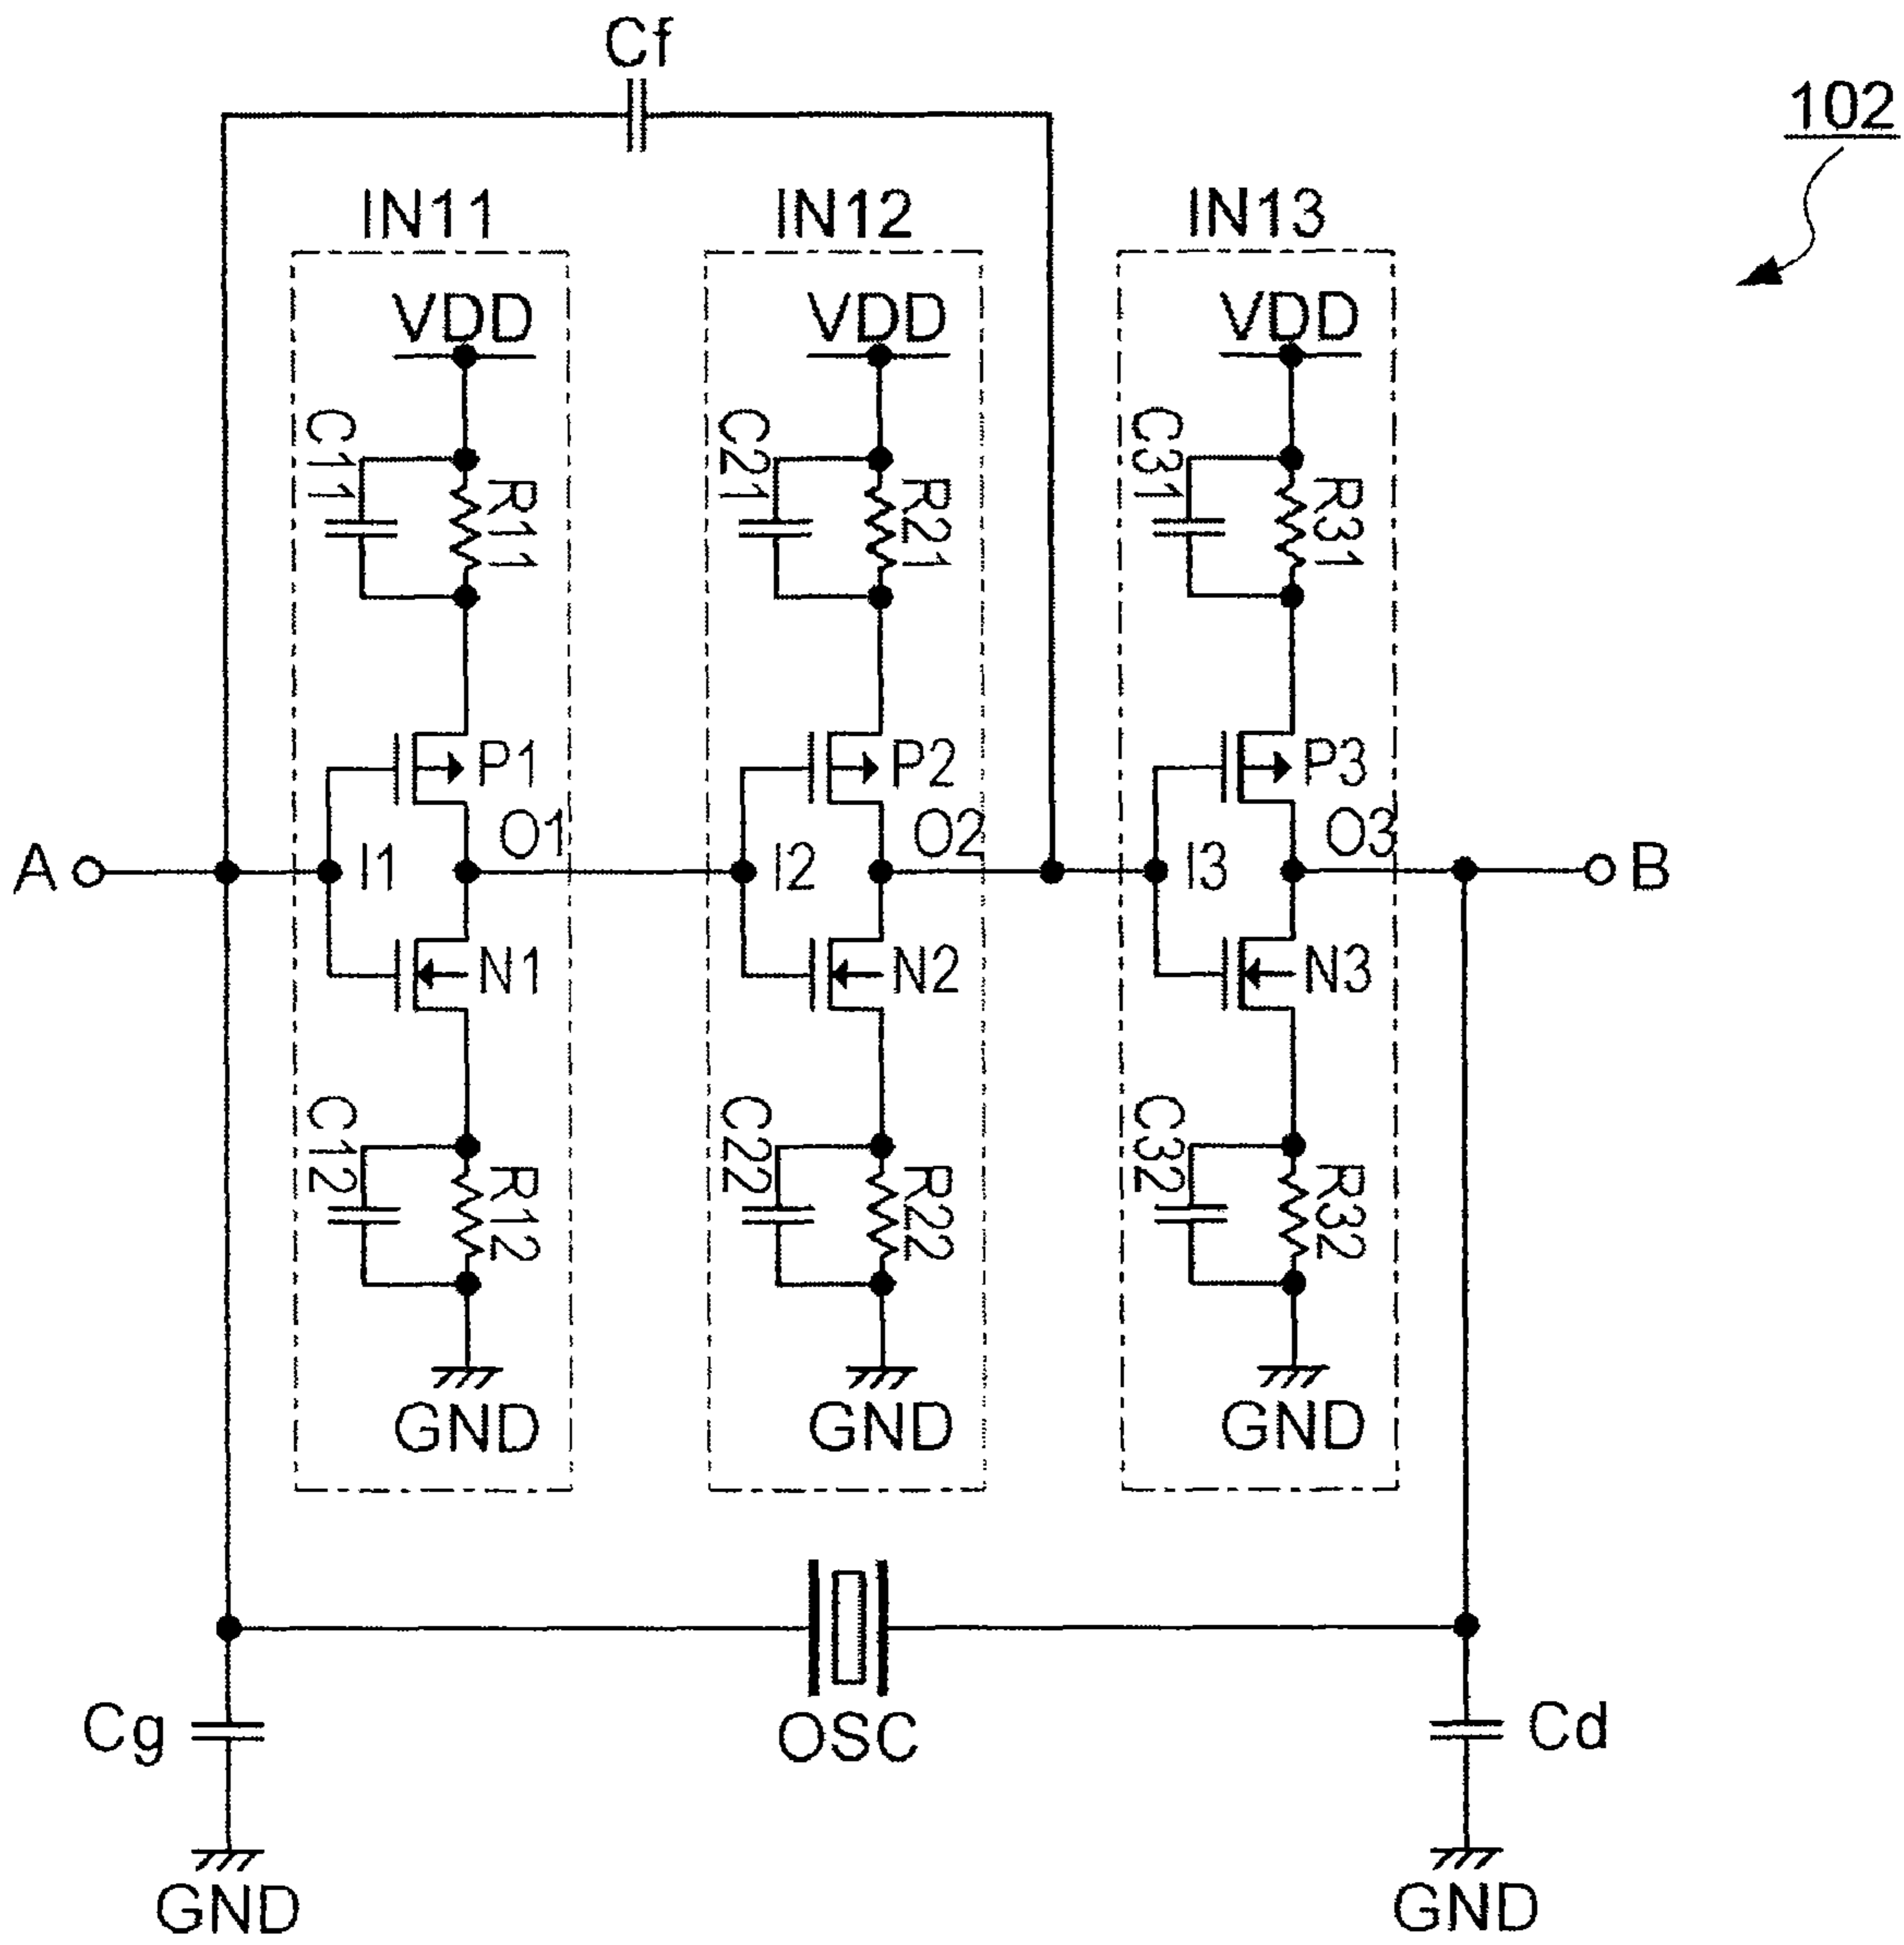 Cf
102
IN11 IN12 IN13
VDD VDD VDD
C11 R11 C21 R21 C31 R31
P1 P2 P3
O1 O2 O3
A I1 I2 I3 B
N1 N2 N3
C12 R12 C22 R22 C32 R32
GND GND GND
Cg OSC Cd
GND GND